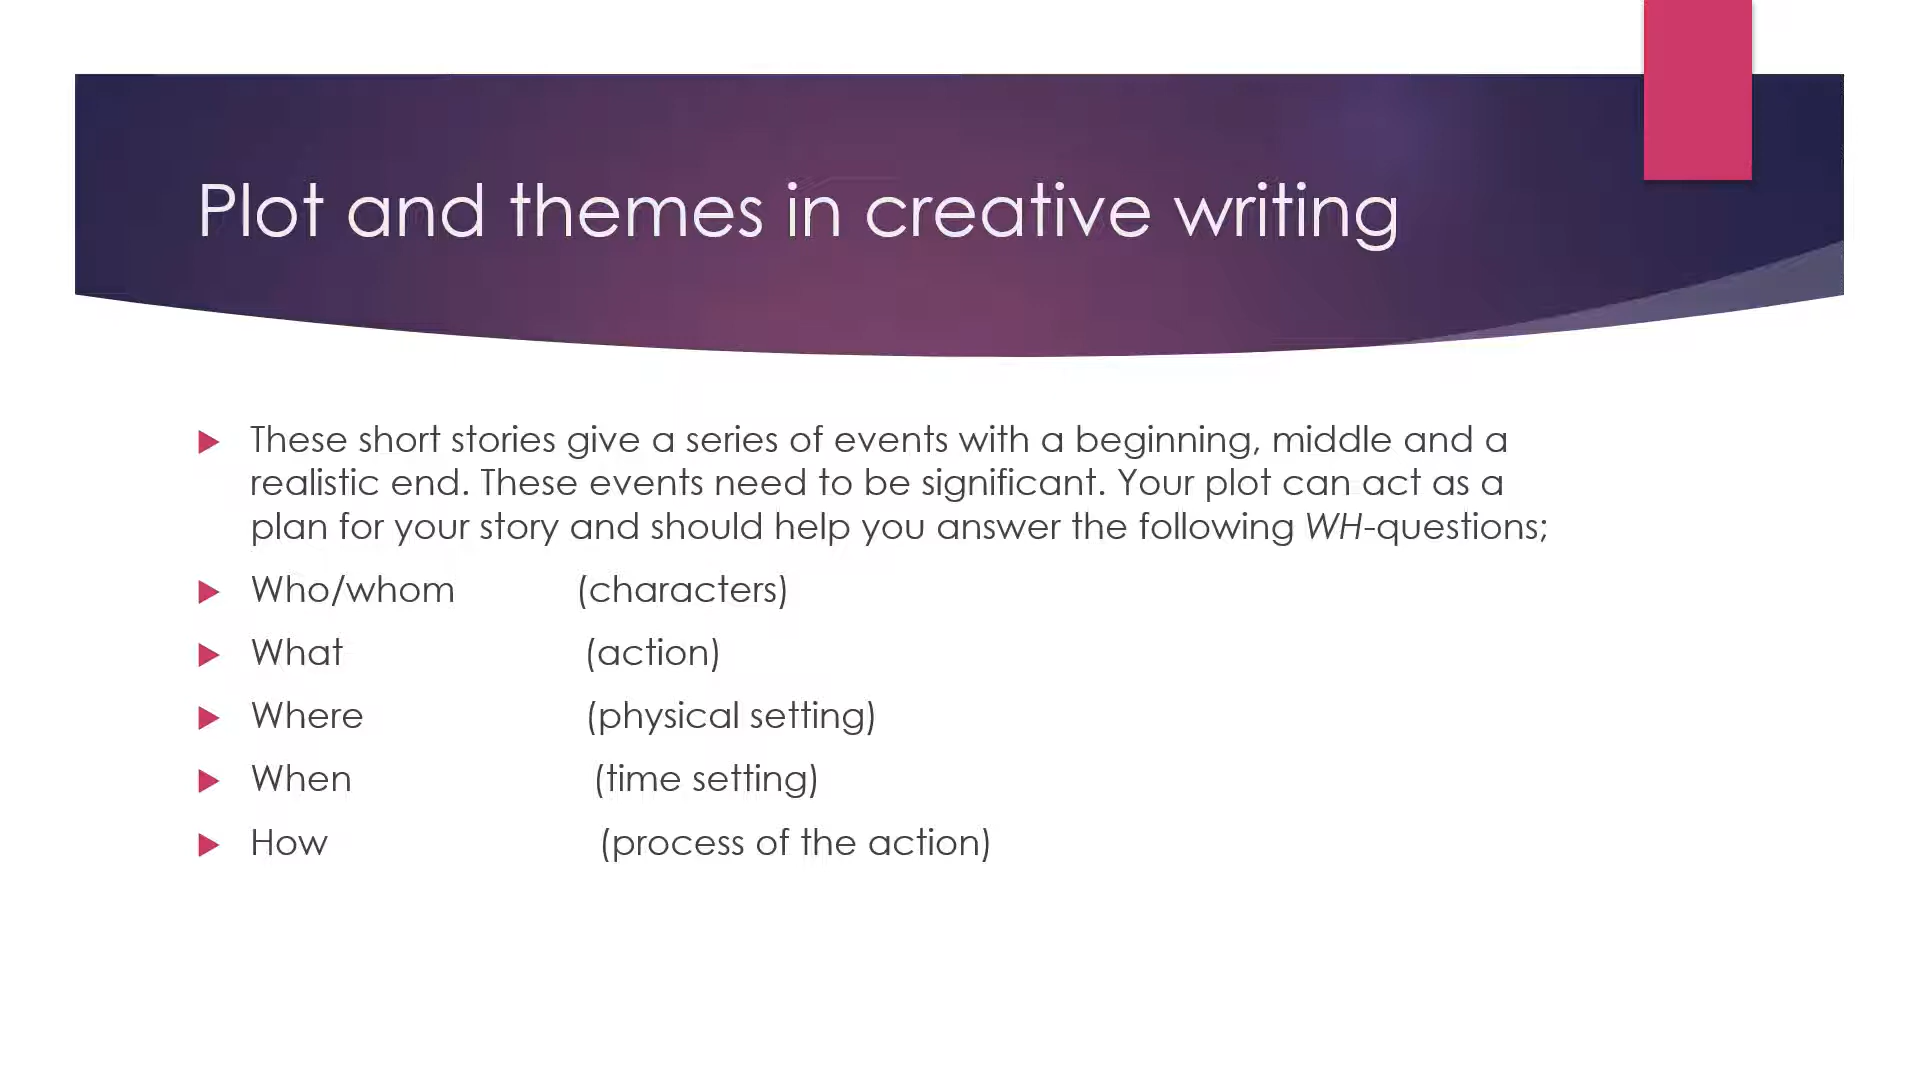 Plot and themes in creative writing
These short stories give a series of events with a beginning, middle and a
realistic end. These events need to be significant. Your plot can act as a
plan for your story and should help you answer the following WH-questions;
Who/whom (characters)
What (action)
Where (physical setting)
When (time setting)
How (process of the action)